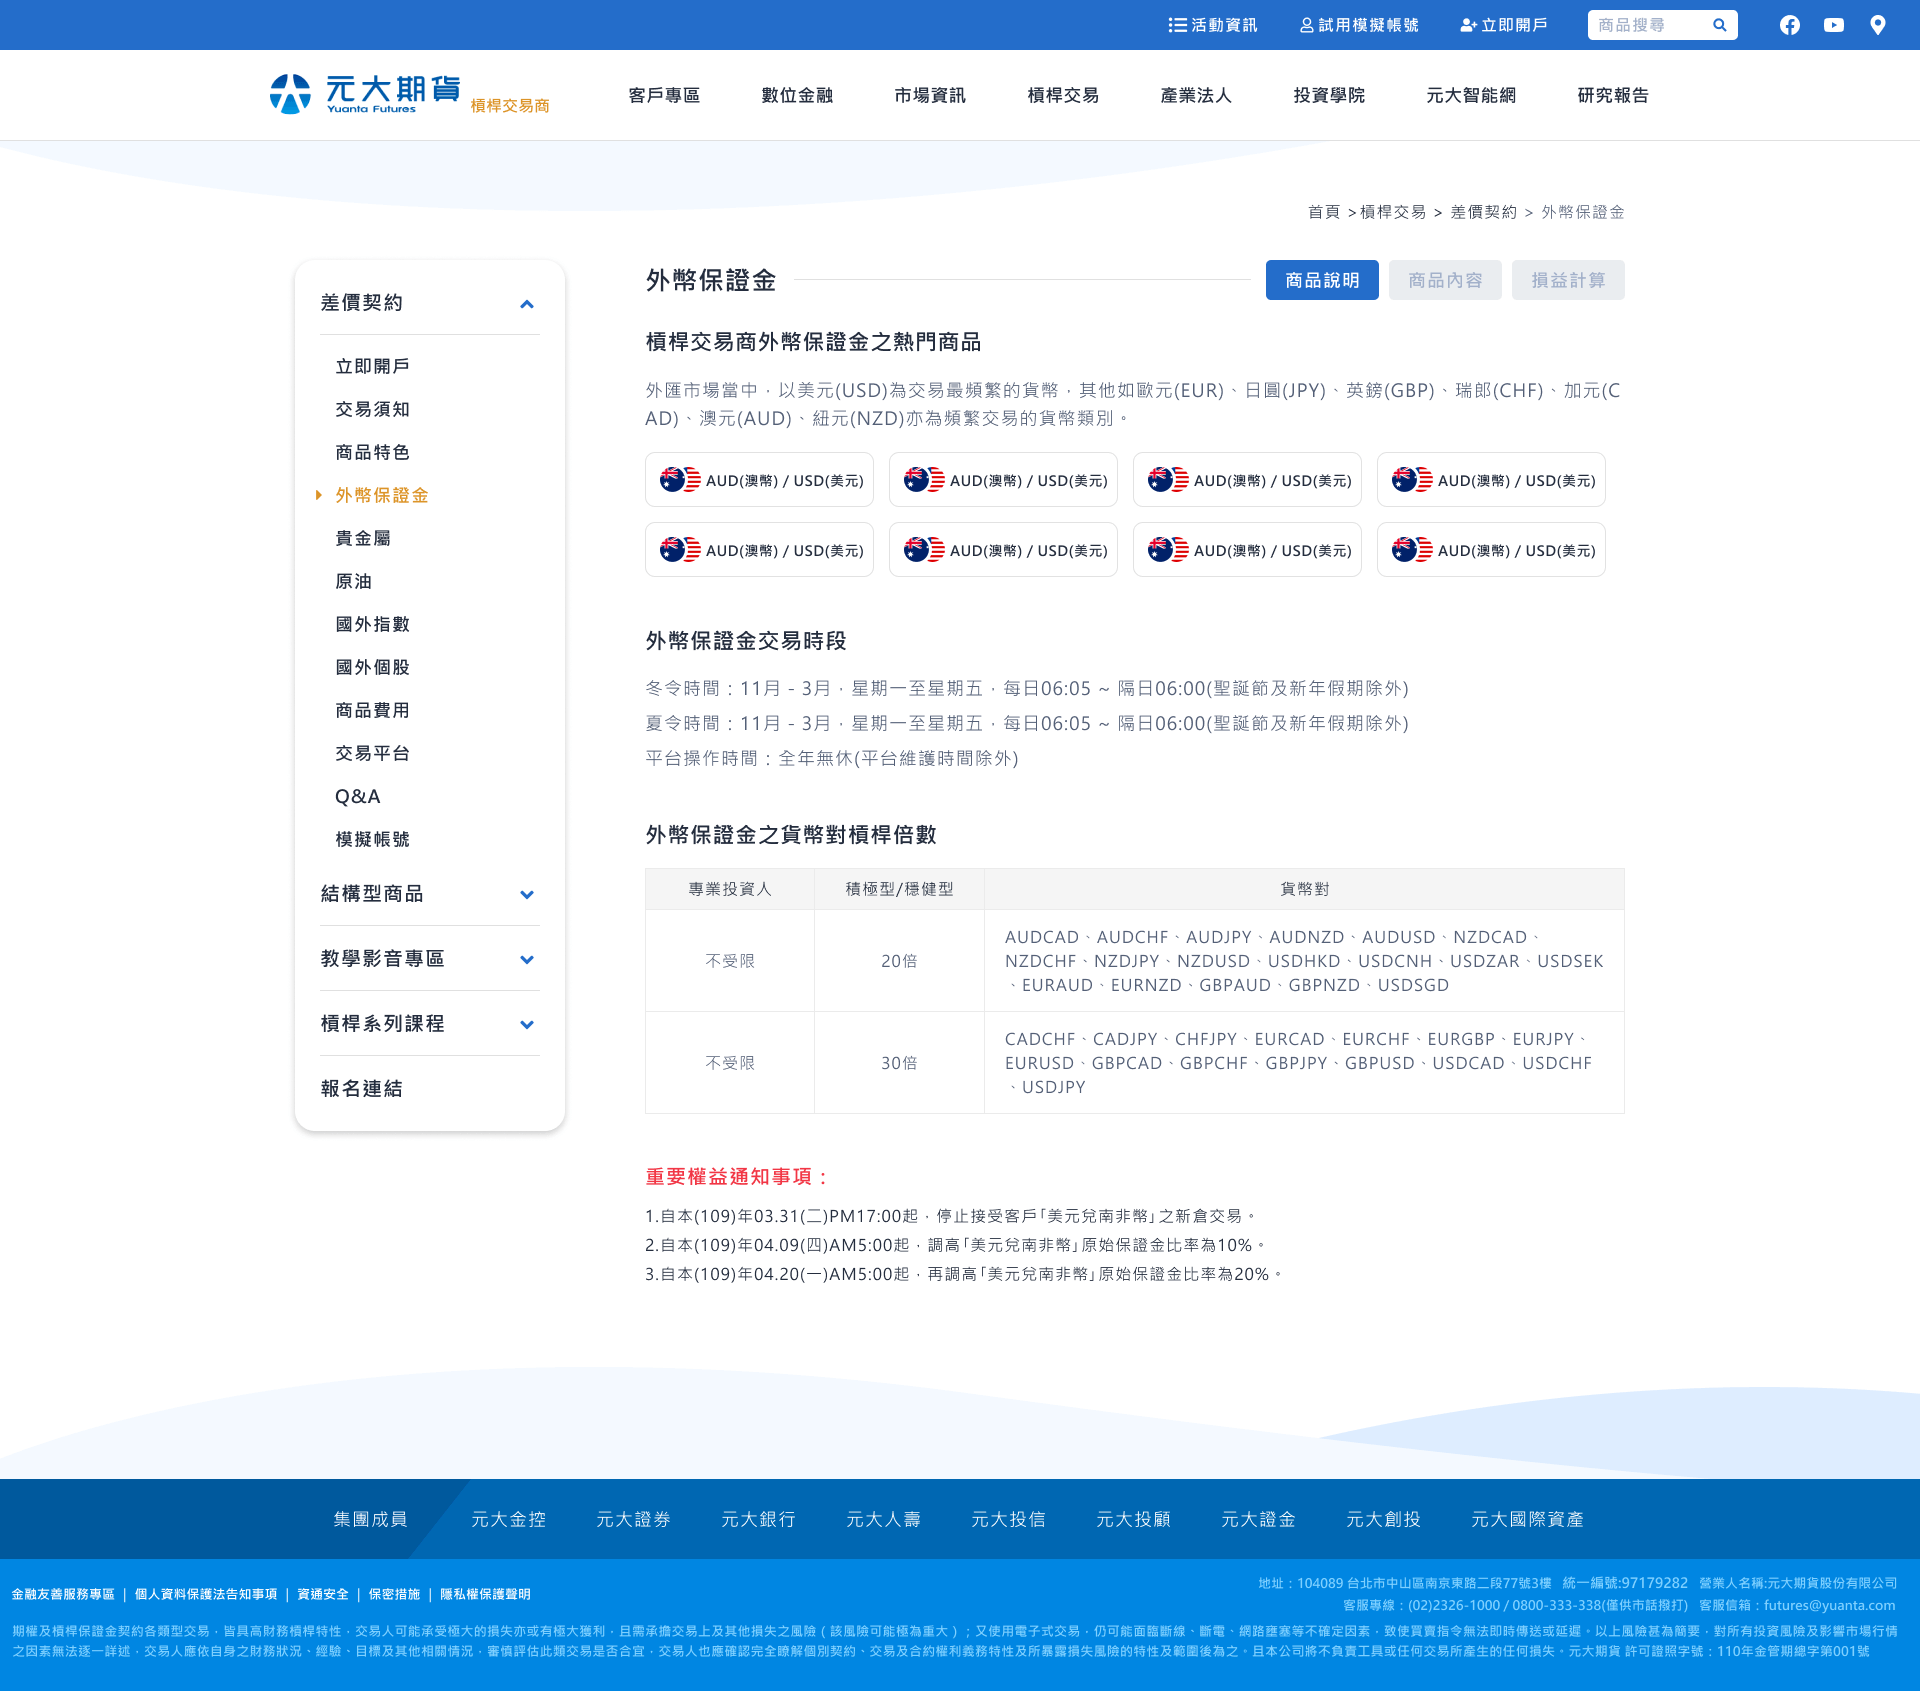 活動資訊 試用模擬帳號 立即開戶 商品搜尋
元大期貨 Yuanta Futures 槓桿交易商 客戶專區 數位金融 市場資訊 槓桿交易 產業法人 投資學院 元大智能網 研究報告
首頁 >槓桿交易 > 差價契約 > 外幣保證金
差價契約
立即開戶
交易須知
商品特色
外幣保證金
貴金屬
原油
國外指數
國外個股
商品費用
交易平台
Q&A
模擬帳號
結構型商品
教學影音專區
槓桿系列課程
報名連結
外幣保證金 商品說明 商品內容 損益計算
槓桿交易商外幣保證金之熱門商品
外匯市場當中，以美元(USD)為交易最頻繁的貨幣，其他如歐元(EUR)、日圓(JPY)、英鎊(GBP)、瑞郎(CHF)、加元(C
AD)、澳元(AUD)、紐元(NZD)亦為頻繁交易的貨幣類別。
AUD(澳幣) / USD(美元) AUD(澳幣) / USD(美元) AUD(澳幣) / USD(美元) AUD(澳幣) / USD(美元)
AUD(澳幣) / USD(美元) AUD(澳幣) / USD(美元) AUD(澳幣) / USD(美元) AUD(澳幣) / USD(美元)
外幣保證金交易時段
冬令時間：11月 - 3月，星期一至星期五，每日06:05 ~ 隔日06:00(聖誕節及新年假期除外)
夏令時間：11月 - 3月，星期一至星期五，每日06:05 ~ 隔日06:00(聖誕節及新年假期除外)
平台操作時間：全年無休(平台維護時間除外)
外幣保證金之貨幣對槓桿倍數
專業投資人 積極型/穩健型 貨幣對
不受限 20倍
AUDCAD、AUDCHF、AUDJPY、AUDNZD、AUDUSD、NZDCAD、
NZDCHF、NZDJPY、NZDUSD、USDHKD、USDCNH、USDZAR、USDSEK
、EURAUD、EURNZD、GBPAUD、GBPNZD、USDSGD
不受限 30倍
CADCHF、CADJPY、CHFJPY、EURCAD、EURCHF、EURGBP、EURJPY、
EURUSD、GBPCAD、GBPCHF、GBPJPY、GBPUSD、USDCAD、USDCHF
、USDJPY
重要權益通知事項：
1.自本(109)年03.31(二)PM17:00起，停止接受客戶「美元兌南非幣」之新倉交易。
2.自本(109)年04.09(四)AM5:00起，調高「美元兌南非幣」原始保證金比率為10%。
3.自本(109)年04.20(一)AM5:00起，再調高「美元兌南非幣」原始保證金比率為20%。
集團成員 元大金控 元大證券 元大銀行 元大人壽 元大投信 元大投顧 元大證金 元大創投 元大國際資產
金融友善服務專區 | 個人資料保護法告知事項 | 資通安全 | 保密措施 | 隱私權保護聲明
地址：104089 台北市中山區南京東路二段77號3樓 統一編號:97179282 營業人名稱:元大期貨股份有限公司
客服專線：(02)2326-1000 / 0800-333-338(僅供市話撥打) 客服信箱：futures@yuanta.com
期權及槓桿保證金契約各類型交易，皆具高財務槓桿特性，交易人可能承受極大的損失亦或有極大獲利，且需承擔交易上及其他損失之風險（該風險可能極為重大）；又使用電子式交易，仍可能面臨斷線、斷電、網路壅塞等不確定因素，致使買賣指令無法即時傳送或延遲。以上風險甚為簡要，對所有投資風險及影響市場行情
之因素無法逐一詳述，交易人應依自身之財務狀況、經驗、目標及其他相關情況，審慎評估此類交易是否合宜，交易人也應確認完全瞭解個別契約、交易及合約權利義務特性及所暴露損失風險的特性及範圍後為之。且本公司將不負責工具或任何交易所產生的任何損失。元大期貨 許可證照字號：110年金管期總字第001號